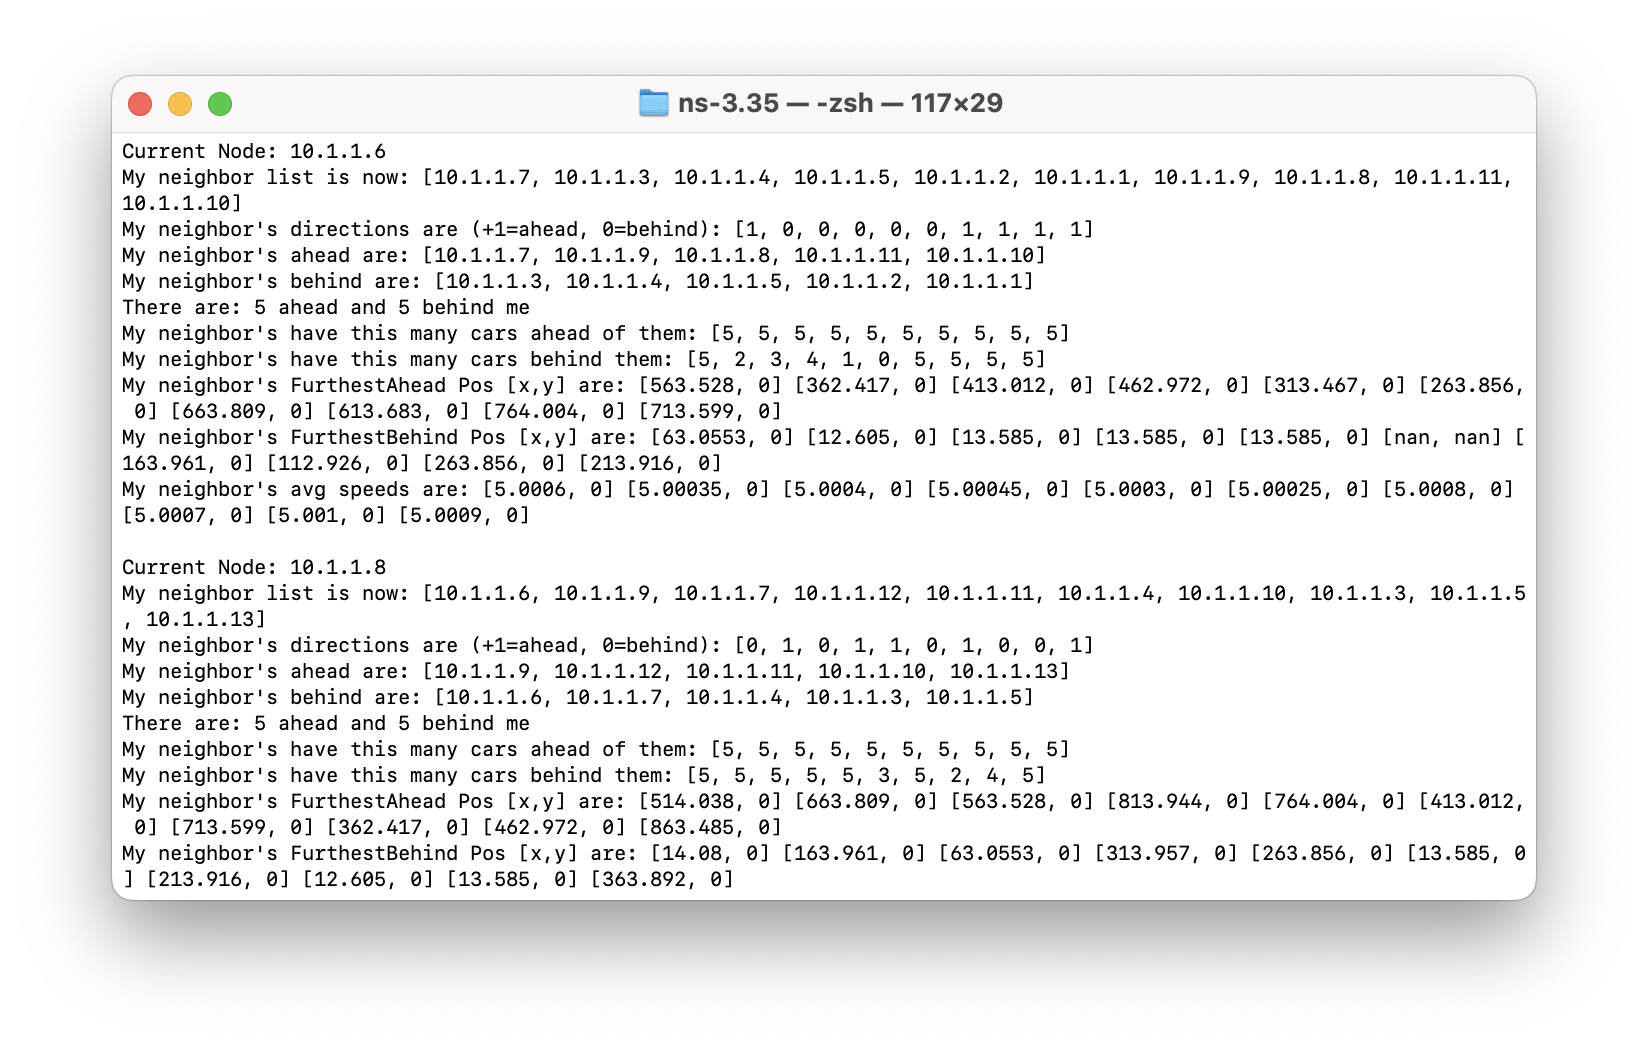 ns-3.35 — -zsh — 117×29
Current Node: 10.1.1.6
My neighbor list is now: [10.1.1.7, 10.1.1.3, 10.1.1.4, 10.1.1.5, 10.1.1.2, 10.1.1.1, 10.1.1.9, 10.1.1.8, 10.1.1.11,
10.1.1.10]
My neighbor's directions are (+1=ahead, 0=behind): [1, 0, 0, 0, 0, 0, 1, 1, 1, 1]
My neighbor's ahead are: [10.1.1.7, 10.1.1.9, 10.1.1.8, 10.1.1.11, 10.1.1.10]
My neighbor's behind are: [10.1.1.3, 10.1.1.4, 10.1.1.5, 10.1.1.2, 10.1.1.1]
There are: 5 ahead and 5 behind me
My neighbor's have this many cars ahead of them: [5, 5, 5, 5, 5, 5, 5, 5, 5, 5]
My neighbor's have this many cars behind them: [5, 2, 3, 4, 1, 0, 5, 5, 5, 5]
My neighbor's FurthestAhead Pos [x,y] are: [563.528, 0] [362.417, 0] [413.012, 0] [462.972, 0] [313.467, 0] [263.856,
 0] [663.809, 0] [613.683, 0] [764.004, 0] [713.599, 0]
My neighbor's FurthestBehind Pos [x,y] are: [63.0553, 0] [12.605, 0] [13.585, 0] [13.585, 0] [13.585, 0] [nan, nan] [
163.961, 0] [112.926, 0] [263.856, 0] [213.916, 0]
My neighbor's avg speeds are: [5.0006, 0] [5.00035, 0] [5.0004, 0] [5.00045, 0] [5.0003, 0] [5.00025, 0] [5.0008, 0]
[5.0007, 0] [5.001, 0] [5.0009, 0]
Current Node: 10.1.1.8
My neighbor list is now: [10.1.1.6, 10.1.1.9, 10.1.1.7, 10.1.1.12, 10.1.1.11, 10.1.1.4, 10.1.1.10, 10.1.1.3, 10.1.1.5
, 10.1.1.13]
My neighbor's directions are (+1=ahead, 0=behind): [0, 1, 0, 1, 1, 0, 1, 0, 0, 1]
My neighbor's ahead are: [10.1.1.9, 10.1.1.12, 10.1.1.11, 10.1.1.10, 10.1.1.13]
My neighbor's behind are: [10.1.1.6, 10.1.1.7, 10.1.1.4, 10.1.1.3, 10.1.1.5]
There are: 5 ahead and 5 behind me
My neighbor's have this many cars ahead of them: [5, 5, 5, 5, 5, 5, 5, 5, 5, 5]
My neighbor's have this many cars behind them: [5, 5, 5, 5, 5, 3, 5, 2, 4, 5]
My neighbor's FurthestAhead Pos [x,y] are: [514.038, 0] [663.809, 0] [563.528, 0] [813.944, 0] [764.004, 0] [413.012,
 0] [713.599, 0] [362.417, 0] [462.972, 0] [863.485, 0]
My neighbor's FurthestBehind Pos [x,y] are: [14.08, 0] [163.961, 0] [63.0553, 0] [313.957, 0] [263.856, 0] [13.585, 0
] [213.916, 0] [12.605, 0] [13.585, 0] [363.892, 0]